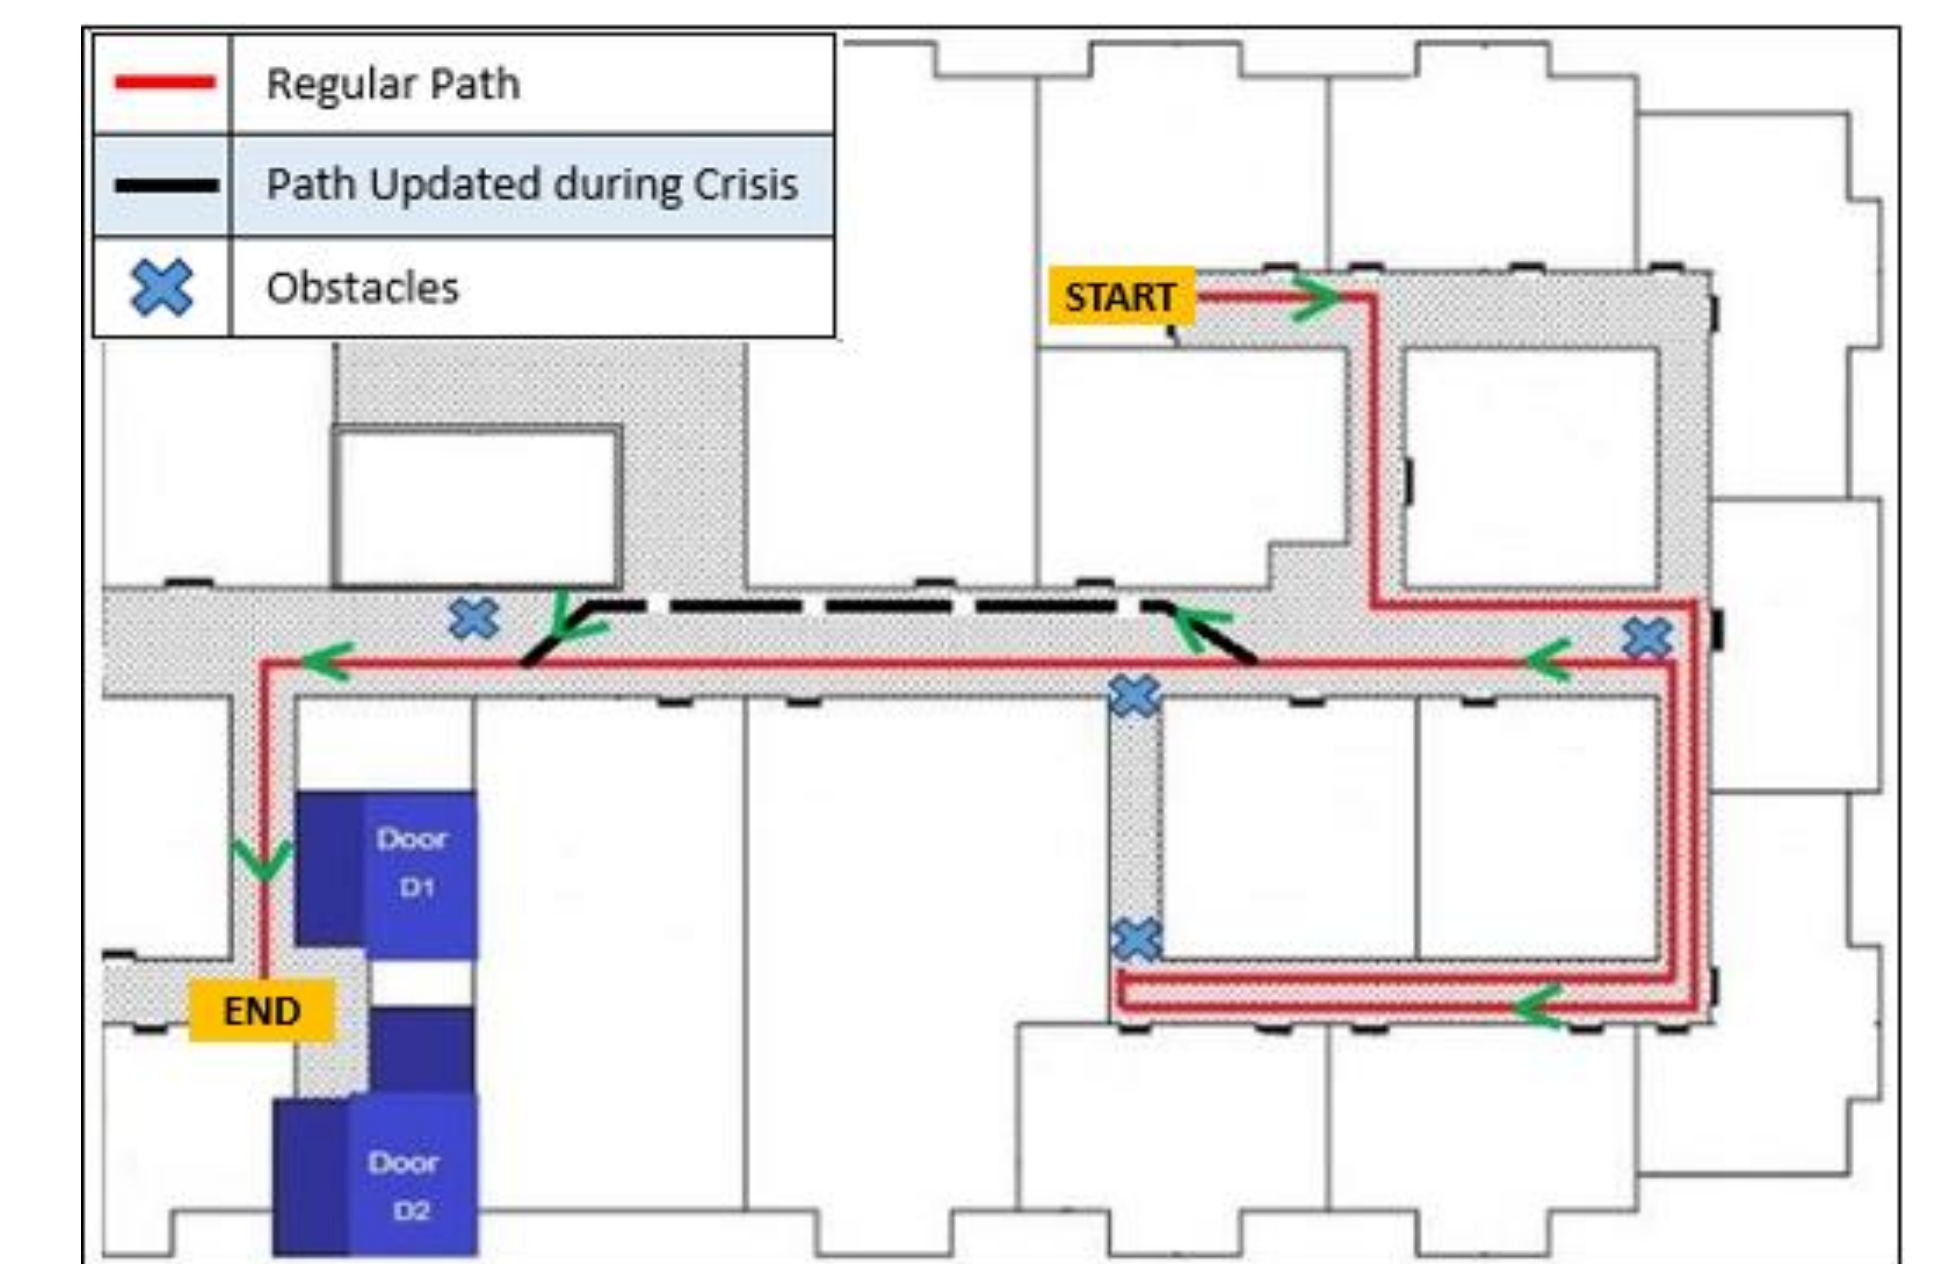 Regular Path
Path Updated during Crisis
Obstacles
START
Door
D1
END
Door
D2